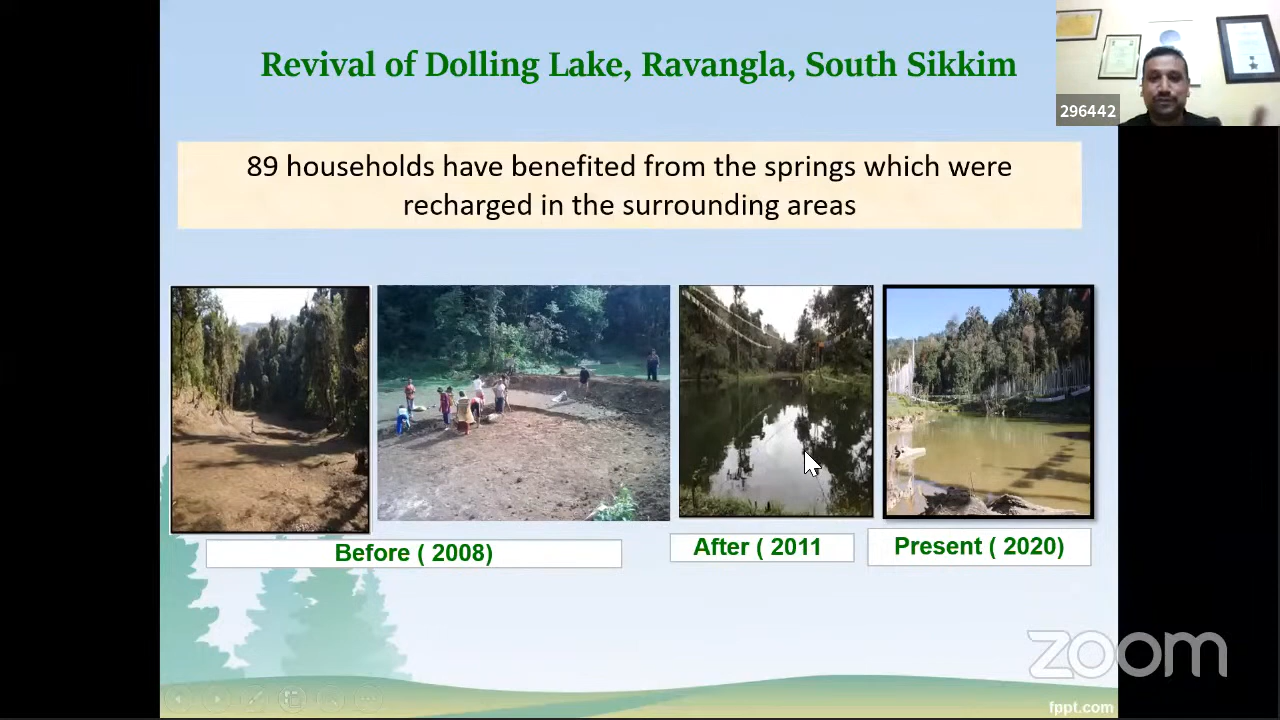 Revival of Dolling Lake, Ravangla, South Sikkim
296442
89 households have benefited from the springs which were
recharged in the surrounding areas
Before ( 2008)
After ( 2011
Present ( 2020)
zoom
fppt.com